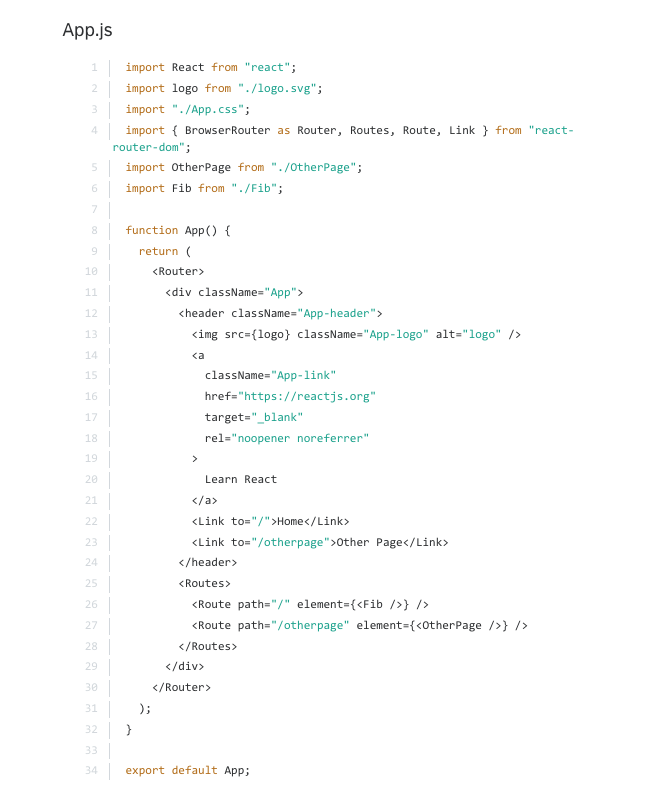 App.js
1 import React from "react";
2 import logo from "./logo.svg";
3 import "./App.css";
4 import { BrowserRouter as Router, Routes, Route, Link } from "react-
router-dom";
5 import OtherPage from "./OtherPage";
6 import Fib from "./Fib";
7
8 function App() {
9   return (
10     <Router>
11       <div className="App">
12         <header className="App-header">
13           <img src={logo} className="App-logo" alt="logo" />
14           <a
15             className="App-link"
16             href="https://reactjs.org"
17             target="_blank"
18             rel="noopener noreferrer"
19           >
20             Learn React
21           </a>
22           <Link to="/">Home</Link>
23           <Link to="/otherpage">Other Page</Link>
24         </header>
25         <Routes>
26           <Route path="/" element={<Fib />} />
27           <Route path="/otherpage" element={<OtherPage />} />
28         </Routes>
29       </div>
30     </Router>
31   );
32 }
33
34 export default App;